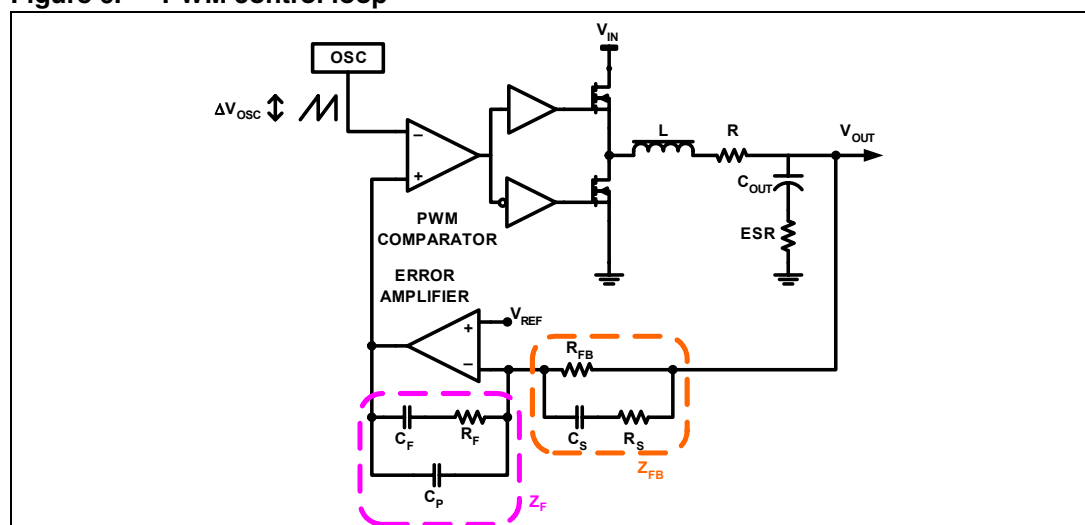 Figure 9. PWM control loop
OSC
ΔV_OSC
V_IN
L
R
V_OUT
C_OUT
ESR
−
+
PWM
COMPARATOR
ERROR
AMPLIFIER
V_REF
+
−
R_FB
C_S
R_S
Z_FB
C_F
R_F
C_P
Z_F